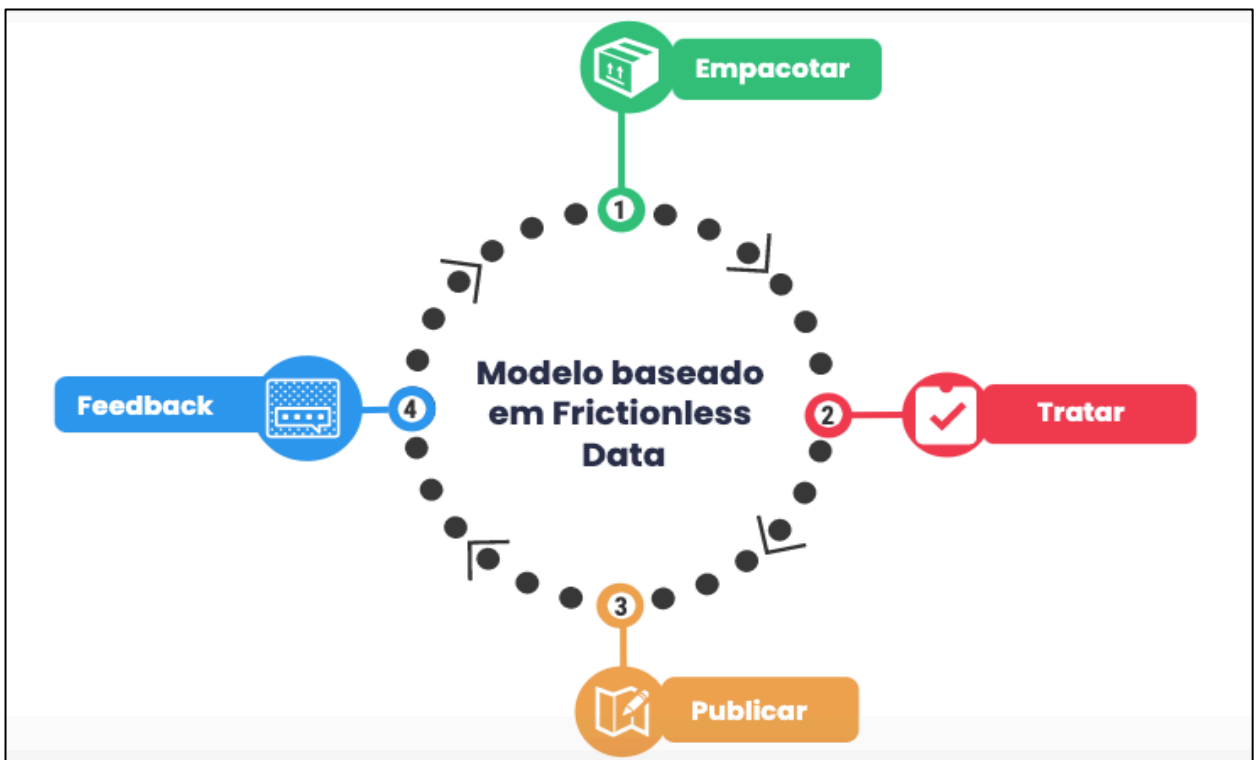 Empacotar
1
Modelo baseado
em Frictionless
Data
Feedback
4
2
Tratar
3
Publicar